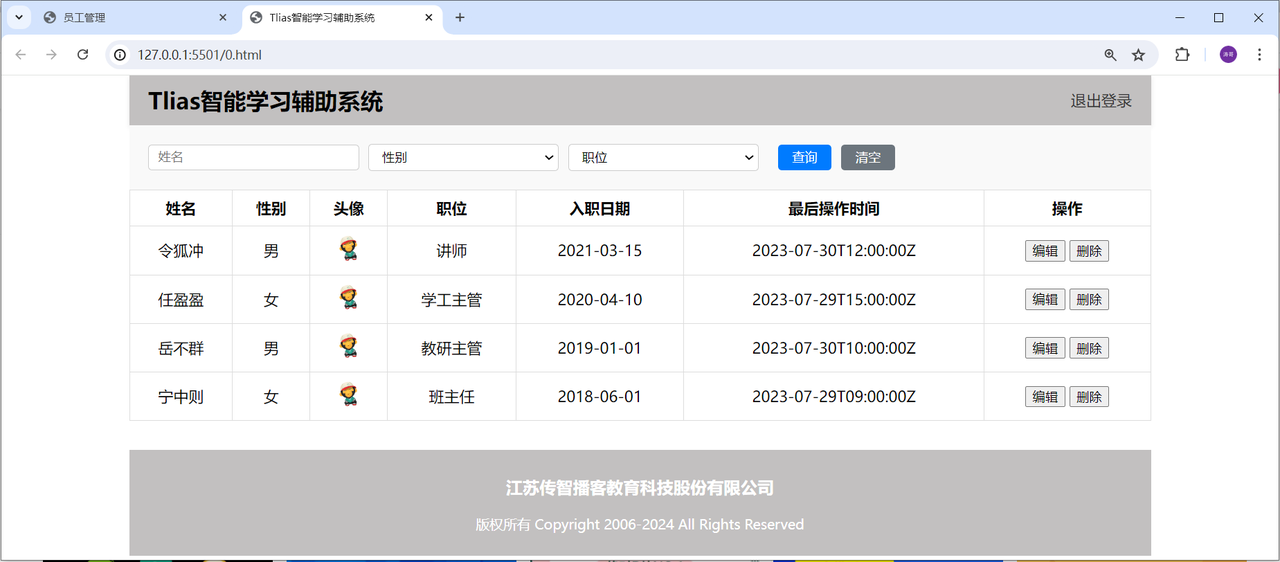 员工管理
Tlias智能学习辅助系统
127.0.0.1:5501/0.html
Tlias智能学习辅助系统 退出登录
姓名 性别 职位 查询 清空
姓名 性别 头像 职位 入职日期 最后操作时间 操作
令狐冲 男 讲师 2021-03-15 2023-07-30T12:00:00Z 编辑 删除
任盈盈 女 学工主管 2020-04-10 2023-07-29T15:00:00Z 编辑 删除
岳不群 男 教研主管 2019-01-01 2023-07-30T10:00:00Z 编辑 删除
宁中则 女 班主任 2018-06-01 2023-07-29T09:00:00Z 编辑 删除
江苏传智播客教育科技股份有限公司
版权所有 Copyright 2006-2024 All Rights Reserved